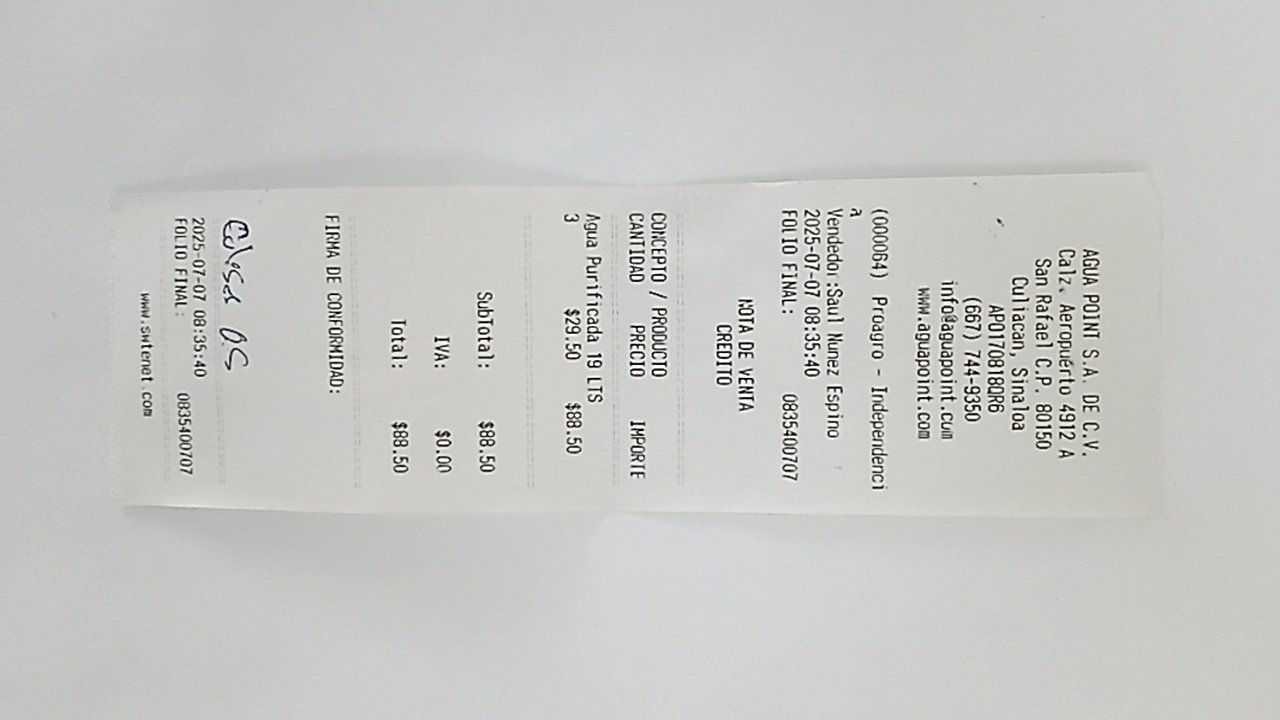 AGUA POINT S.A. DE C.V.
Calz. Aeropuerto 4912 A
San Rafael C.P. 80150
Culiacan, Sinaloa
APO170818QR6
(667) 744-9350
info@aguapoint.com
www.aguapoint.com
(000064) Proagro - Independenci
a
Vendedor:Saul Nunez Espino
2025-07-07 08:35:40
FOLIO FINAL: 0835400707
NOTA DE VENTA
CREDITO
CONCEPTO / PRODUCTO
CANTIDAD PRECIO IMPORTE
Agua Purificada 19 LTS
3 $29.50 $88.50
SubTotal: $88.50
IVA: $0.00
Total: $88.50
FIRMA DE CONFORMIDAD:
2025-07-07 08:35:40
FOLIO FINAL: 0835400707
www.swtenet.com